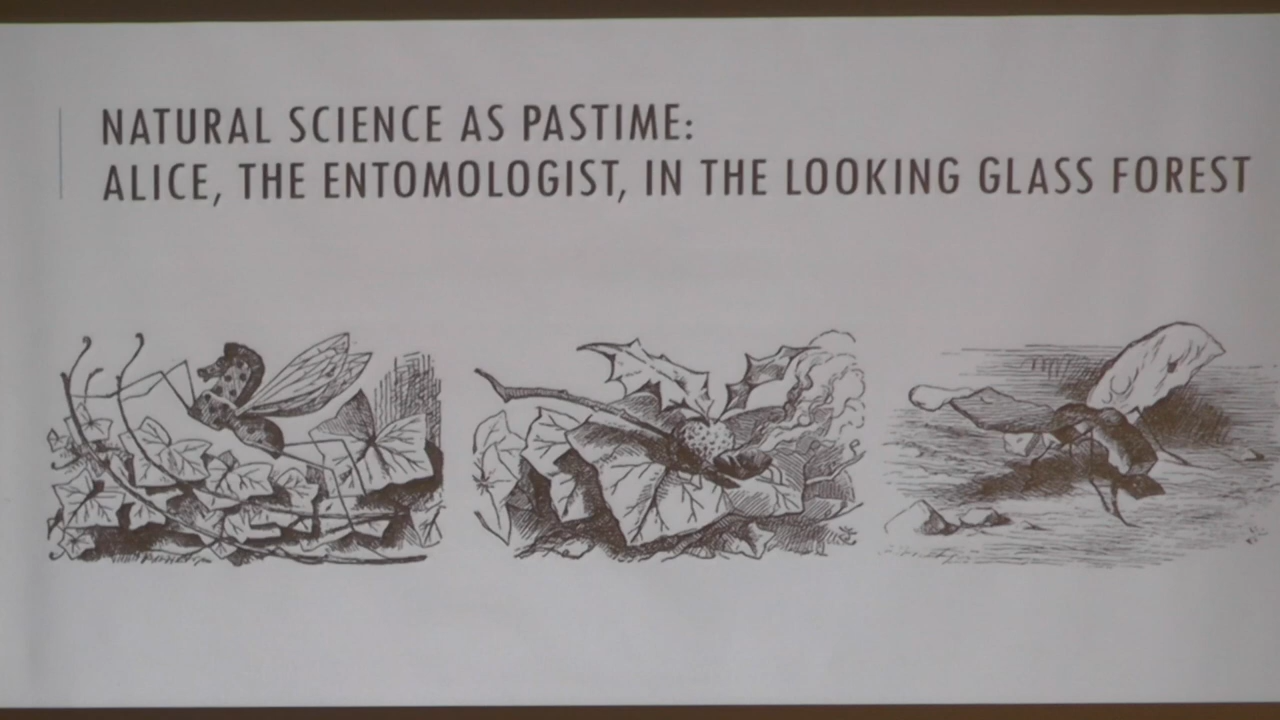 NATURAL SCIENCE AS PASTIME:
ALICE, THE ENTOMOLOGIST, IN THE LOOKING GLASS FOREST